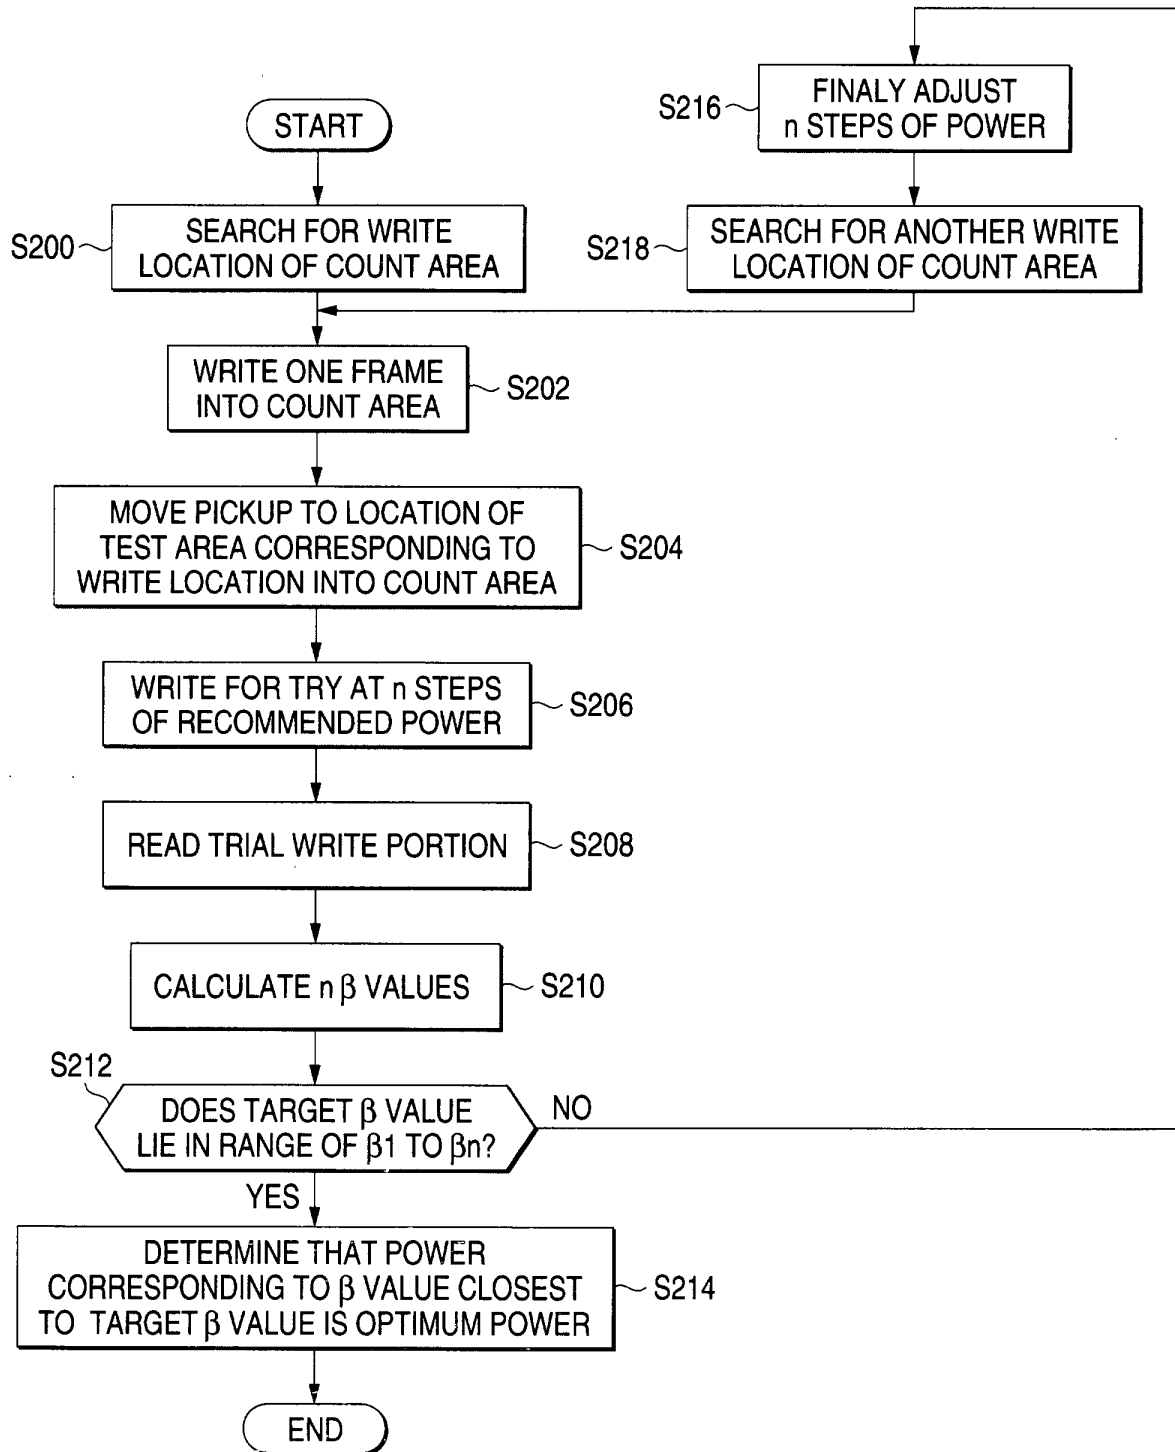 START
S200
SEARCH FOR WRITE
LOCATION OF COUNT AREA
S216
FINALY ADJUST
n STEPS OF POWER
S218
SEARCH FOR ANOTHER WRITE
LOCATION OF COUNT AREA
WRITE ONE FRAME
INTO COUNT AREA
S202
MOVE PICKUP TO LOCATION OF
TEST AREA CORRESPONDING TO
WRITE LOCATION INTO COUNT AREA
S204
WRITE FOR TRY AT n STEPS
OF RECOMMENDED POWER
S206
READ TRIAL WRITE PORTION
S208
CALCULATE n β VALUES
S210
S212
DOES TARGET β VALUE
LIE IN RANGE OF β1 TO βn?
NO
YES
DETERMINE THAT POWER
CORRESPONDING TO β VALUE CLOSEST
TO TARGET β VALUE IS OPTIMUM POWER
S214
END